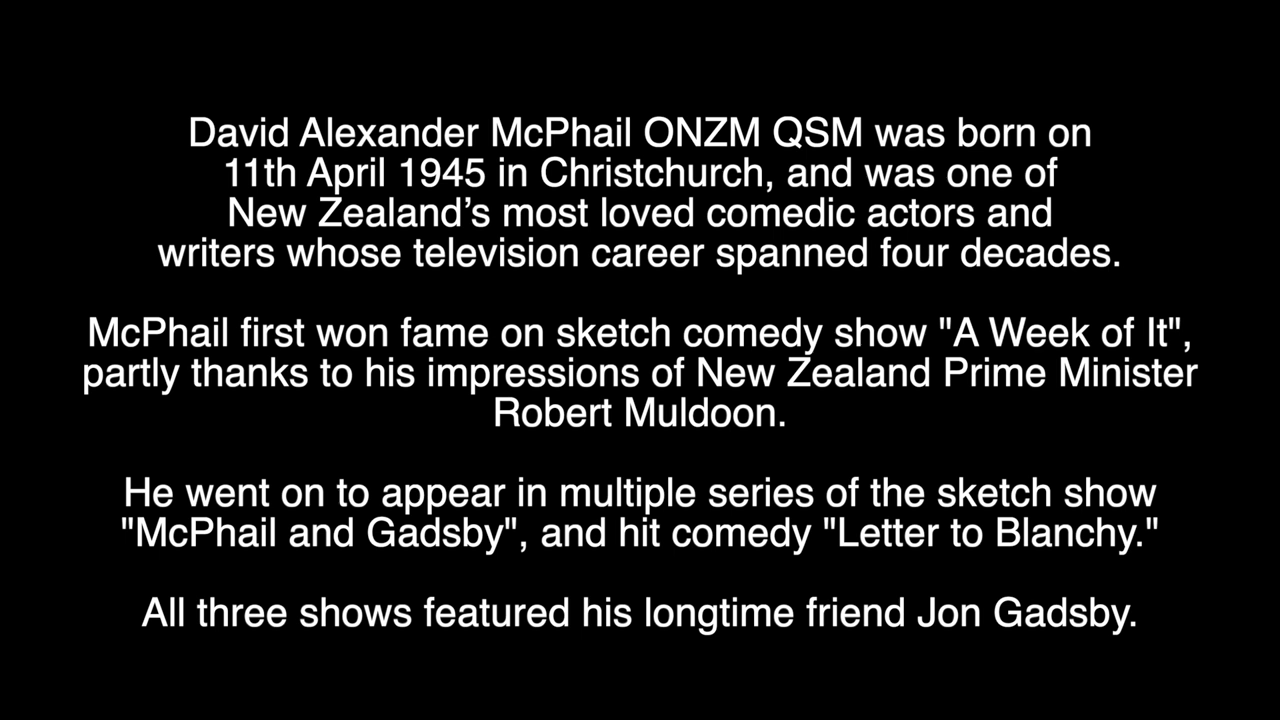 David Alexander McPhail ONZM QSM was born on
11th April 1945 in Christchurch, and was one of
New Zealand’s most loved comedic actors and
writers whose television career spanned four decades.
McPhail first won fame on sketch comedy show "A Week of It",
partly thanks to his impressions of New Zealand Prime Minister
Robert Muldoon.
He went on to appear in multiple series of the sketch show
"McPhail and Gadsby", and hit comedy "Letter to Blanchy."
All three shows featured his longtime friend Jon Gadsby.